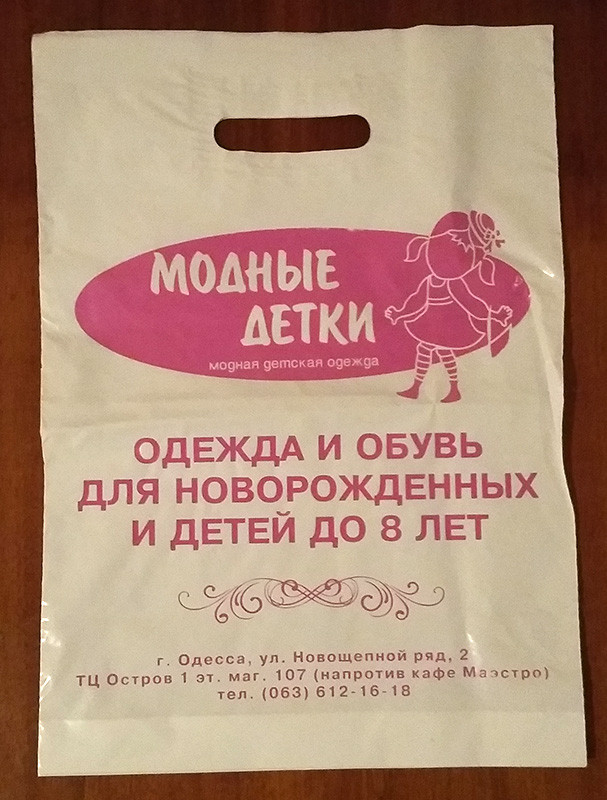 МОДНЫЕ
ДЕТКИ
модная детская одежда
ОДЕЖДА И ОБУВЬ
ДЛЯ НОВОРОЖДЕННЫХ
И ДЕТЕЙ ДО 8 ЛЕТ
г. Одесса, ул. Новощепной ряд, 2
ТЦ Остров 1 эт. маг. 107 (напротив кафе Маэстро)
тел. (063) 612-16-18